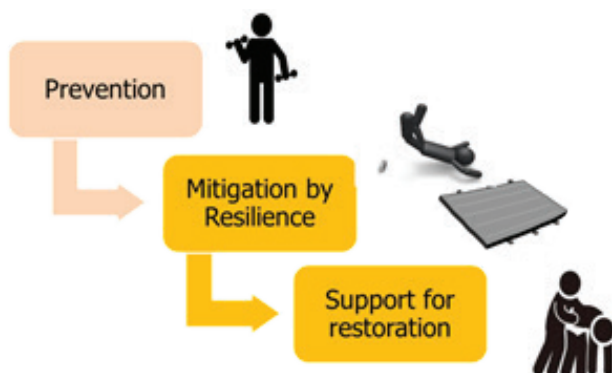 Prevention
Mitigation by
Resilience
Support for
restoration